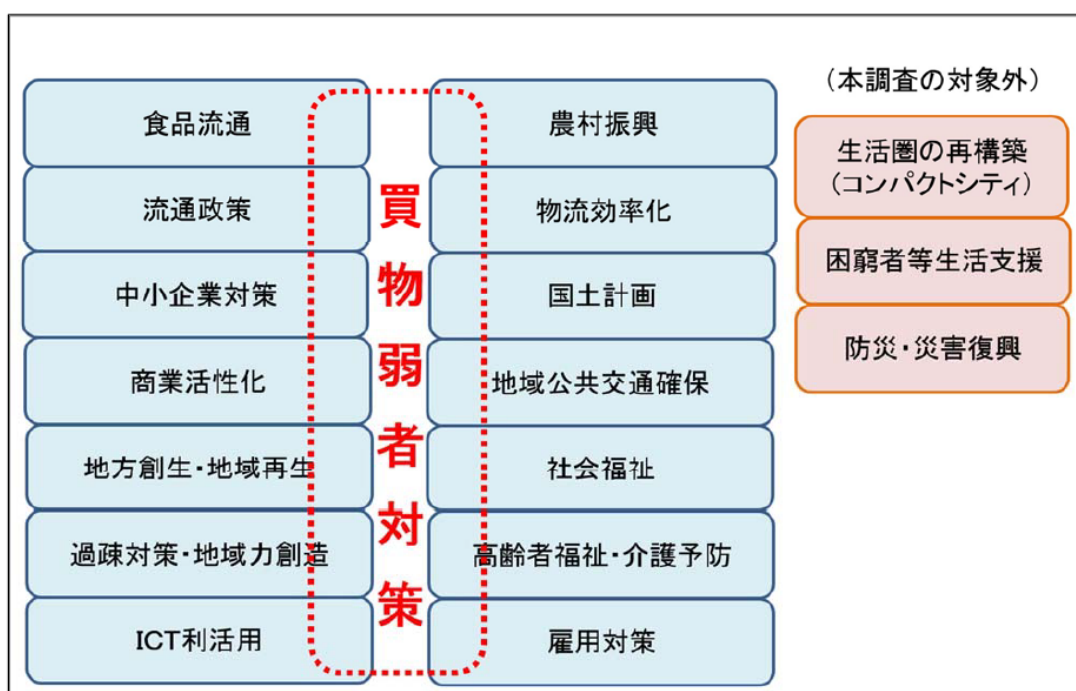 食品流通
流通政策
中小企業対策
商業活性化
地方創生・地域再生
過疎対策・地域力創造
ICT利活用
買物弱者対策
農村振興
物流効率化
国土計画
地域公共交通確保
社会福祉
高齢者福祉・介護予防
雇用対策
(本調査の対象外)
生活圏の再構築
(コンパクトシティ)
困窮者等生活支援
防災・災害復興